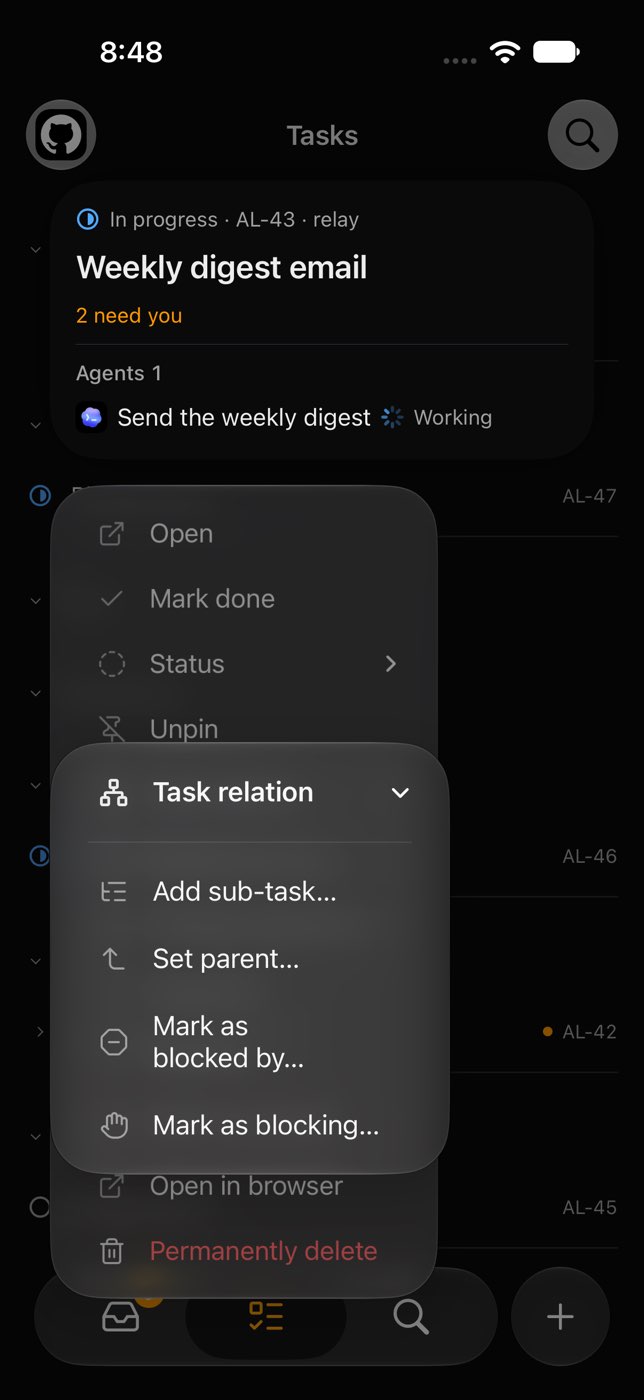 8:48
Tasks
In progress · AL-43 · relay
Weekly digest email
2 need you
Agents 1
Send the weekly digest
Working
AL-47
Open
Mark done
Status
Unpin
Task relation
Add sub-task...
AL-46
Set parent...
Mark as
blocked by...
AL-42
Mark as blocking...
Open in browser
AL-45
Permanently delete